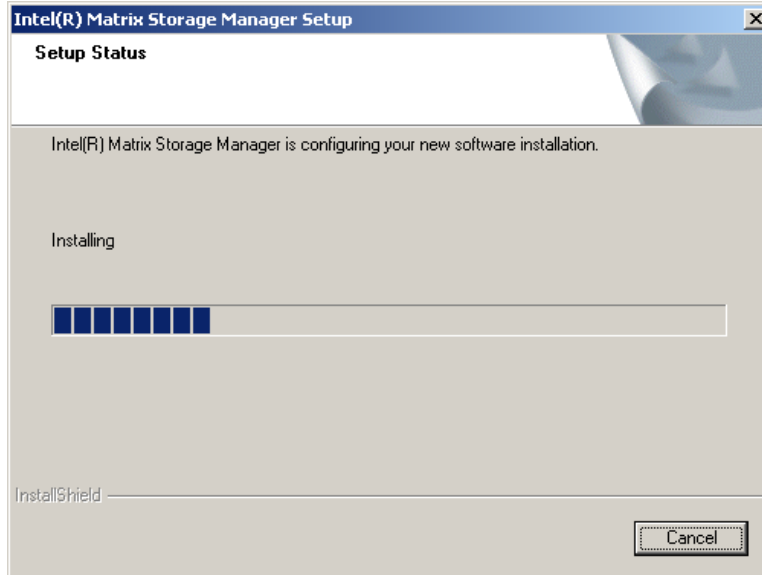 Intel(R) Matrix Storage Manager Setup
Setup Status
Intel(R) Matrix Storage Manager is configuring your new software installation.
Installing
InstallShield
Cancel